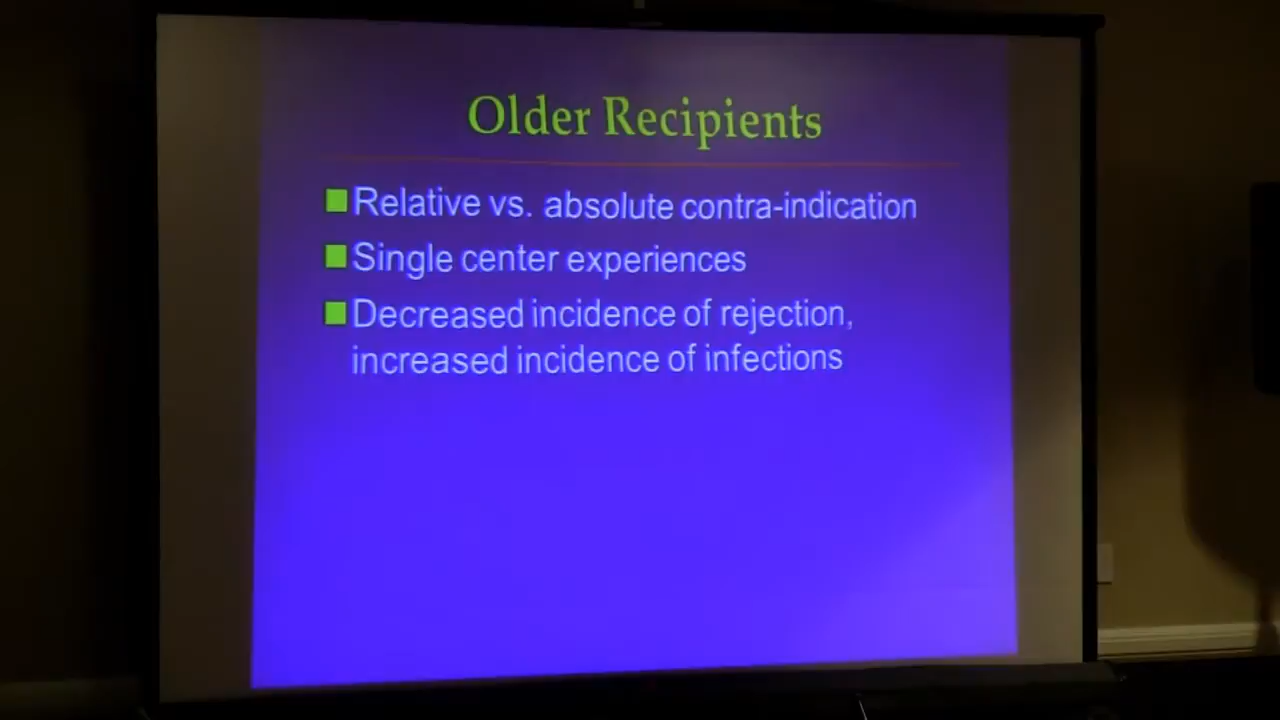 Older Recipients
Relative vs. absolute contra-indication
Single center experiences
Decreased incidence of rejection,
increased incidence of infections